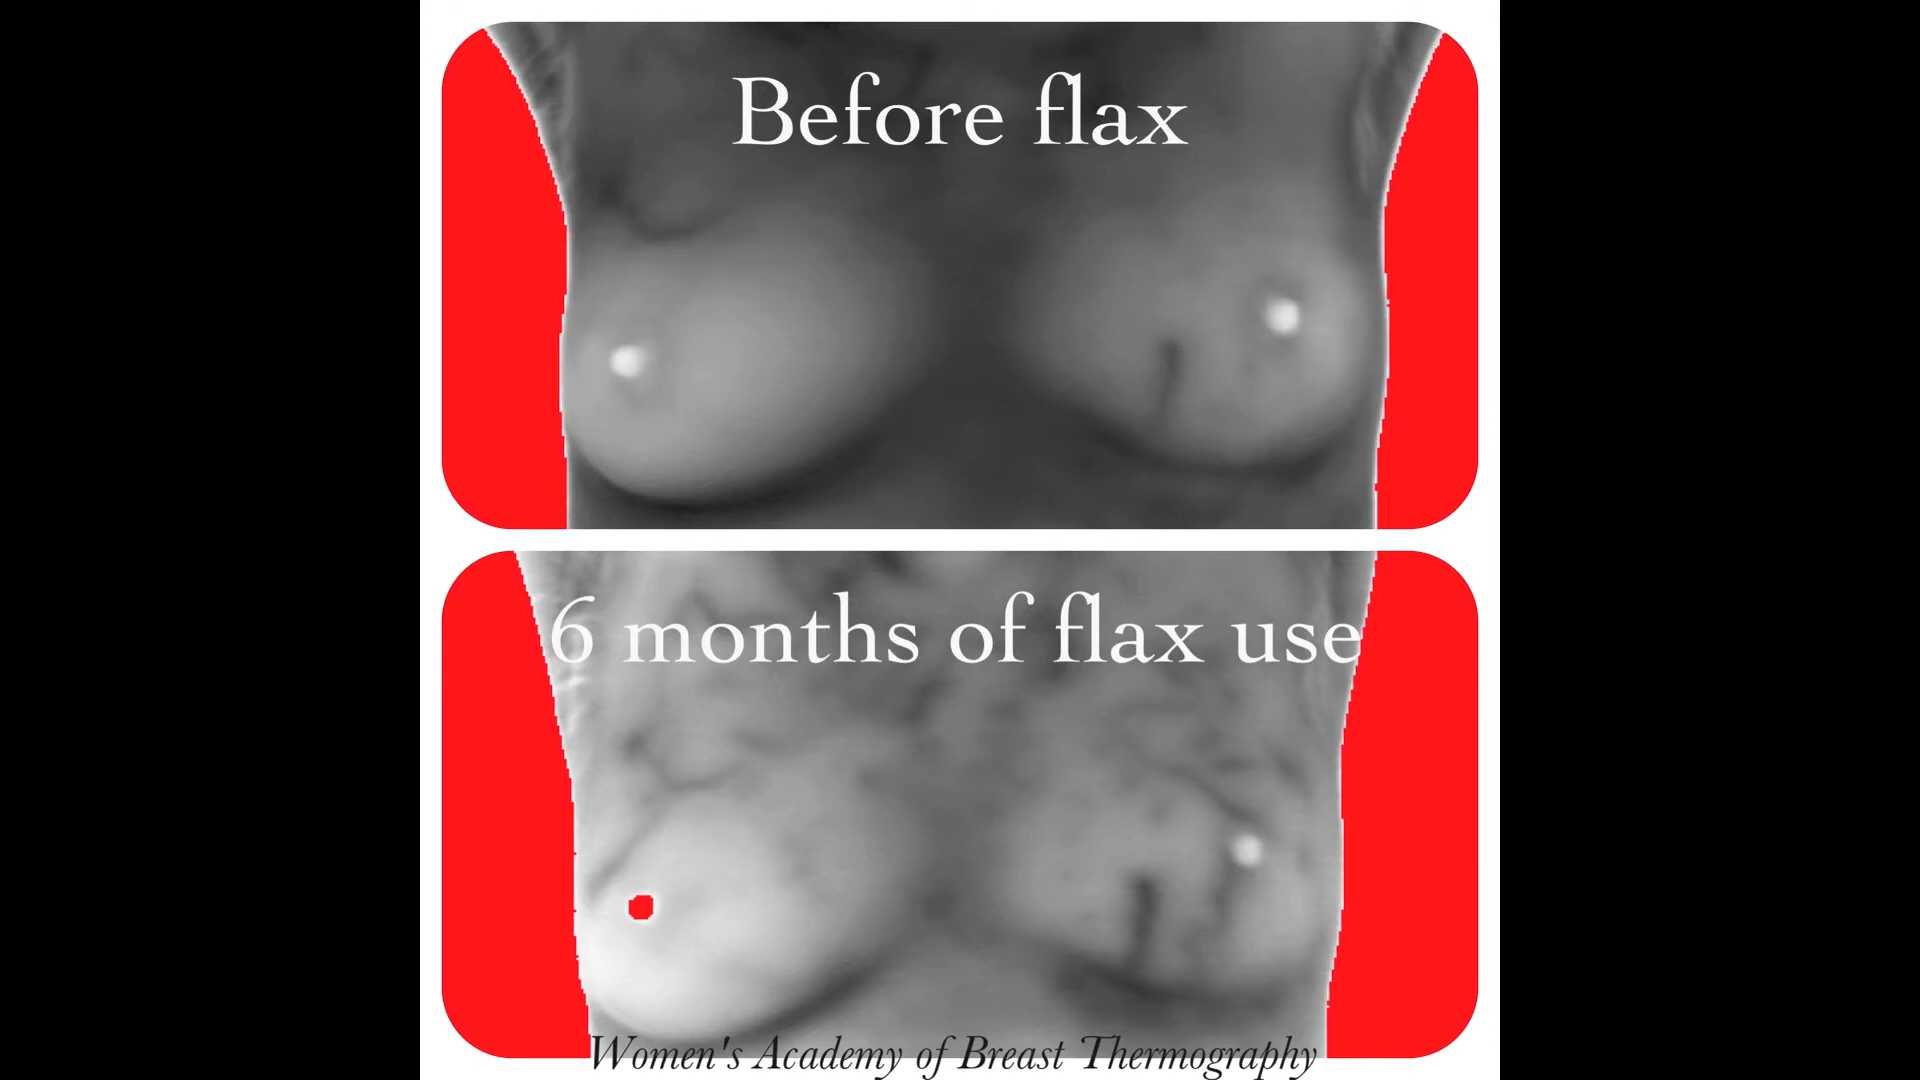 Before flax
6 months of flax use
Women's Academy of Breast Thermography